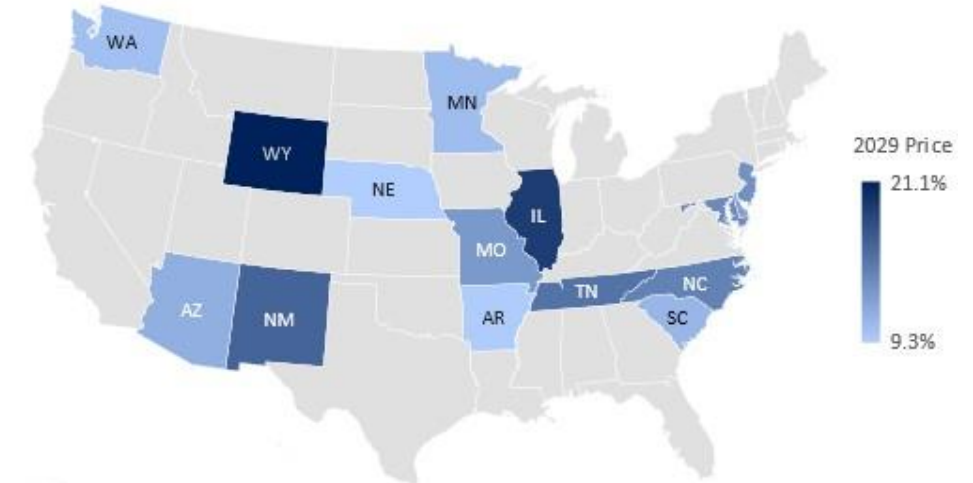 WA
MN
WY
NE
IL
MO
TN
NC
AZ
NM
AR
SC
2029 Price
21.1%
9.3%